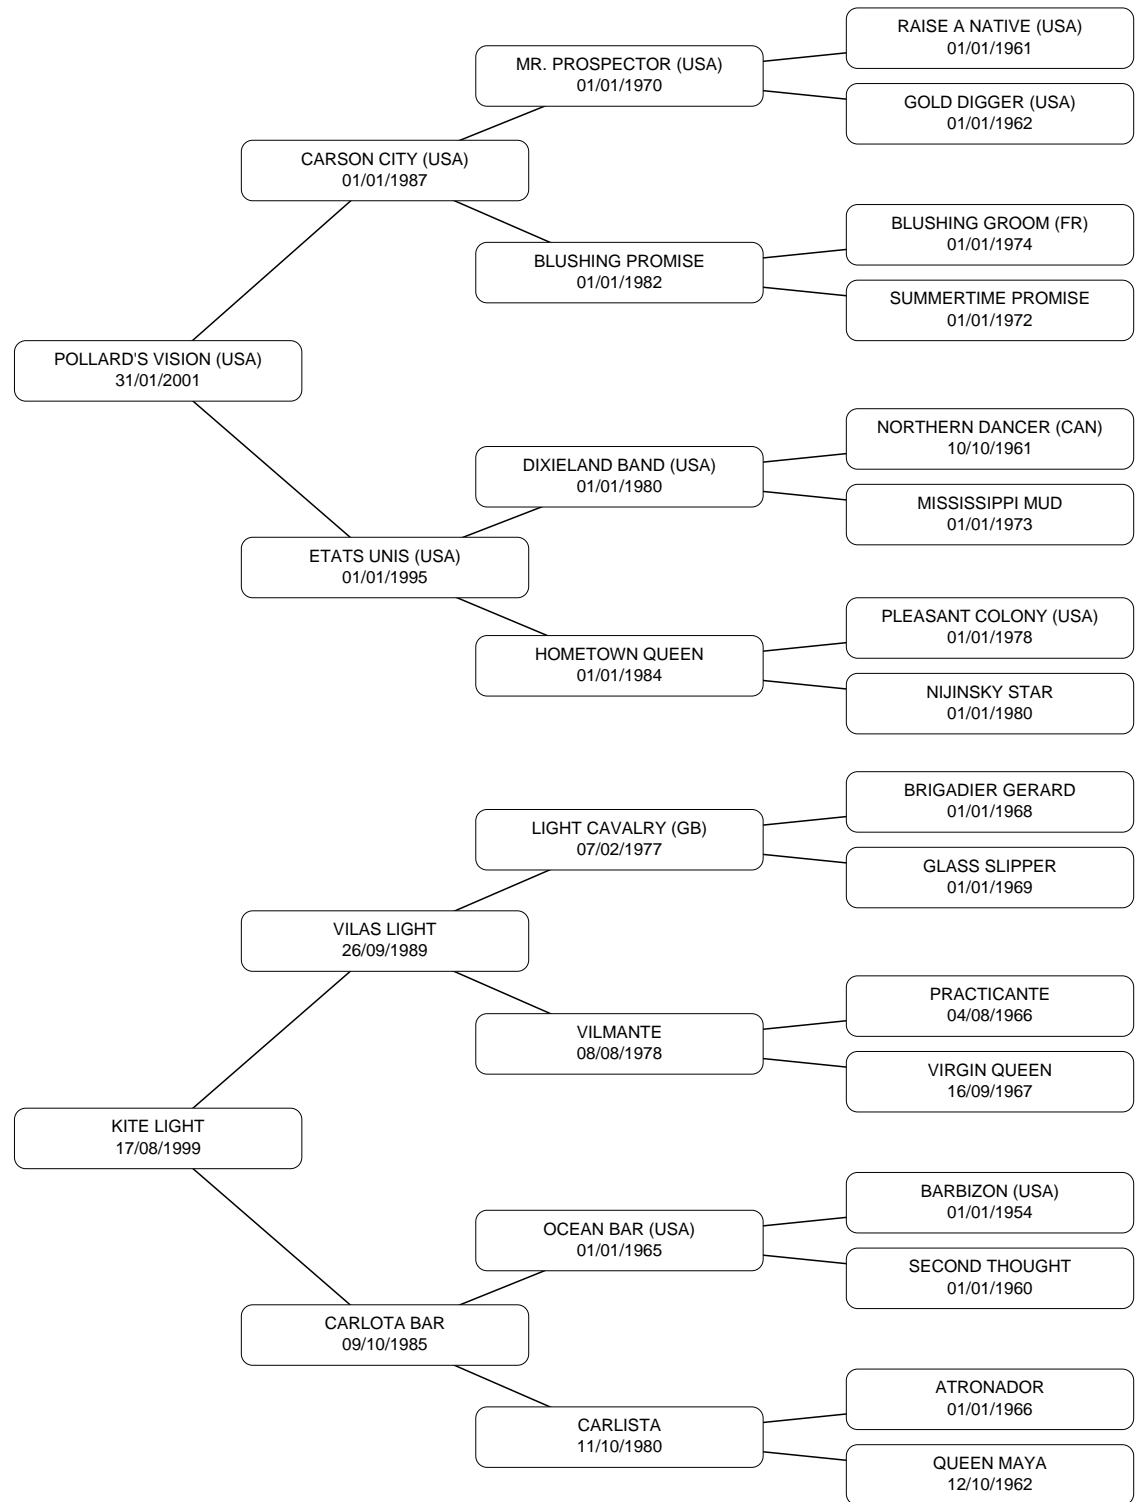 RAISE A NATIVE (USA)
01/01/1961
MR. PROSPECTOR (USA)
01/01/1970
GOLD DIGGER (USA)
01/01/1962
CARSON CITY (USA)
01/01/1987
BLUSHING GROOM (FR)
01/01/1974
BLUSHING PROMISE
01/01/1982
SUMMERTIME PROMISE
01/01/1972
POLLARD'S VISION (USA)
31/01/2001
NORTHERN DANCER (CAN)
10/10/1961
DIXIELAND BAND (USA)
01/01/1980
MISSISSIPPI MUD
01/01/1973
ETATS UNIS (USA)
01/01/1995
PLEASANT COLONY (USA)
01/01/1978
HOMETOWN QUEEN
01/01/1984
NIJINSKY STAR
01/01/1980
BRIGADIER GERARD
01/01/1968
LIGHT CAVALRY (GB)
07/02/1977
GLASS SLIPPER
01/01/1969
VILAS LIGHT
26/09/1989
PRACTICANTE
04/08/1966
VILMANTE
08/08/1978
VIRGIN QUEEN
16/09/1967
KITE LIGHT
17/08/1999
BARBIZON (USA)
01/01/1954
OCEAN BAR (USA)
01/01/1965
SECOND THOUGHT
01/01/1960
CARLOTA BAR
09/10/1985
ATRONADOR
01/01/1966
CARLISTA
11/10/1980
QUEEN MAYA
12/10/1962